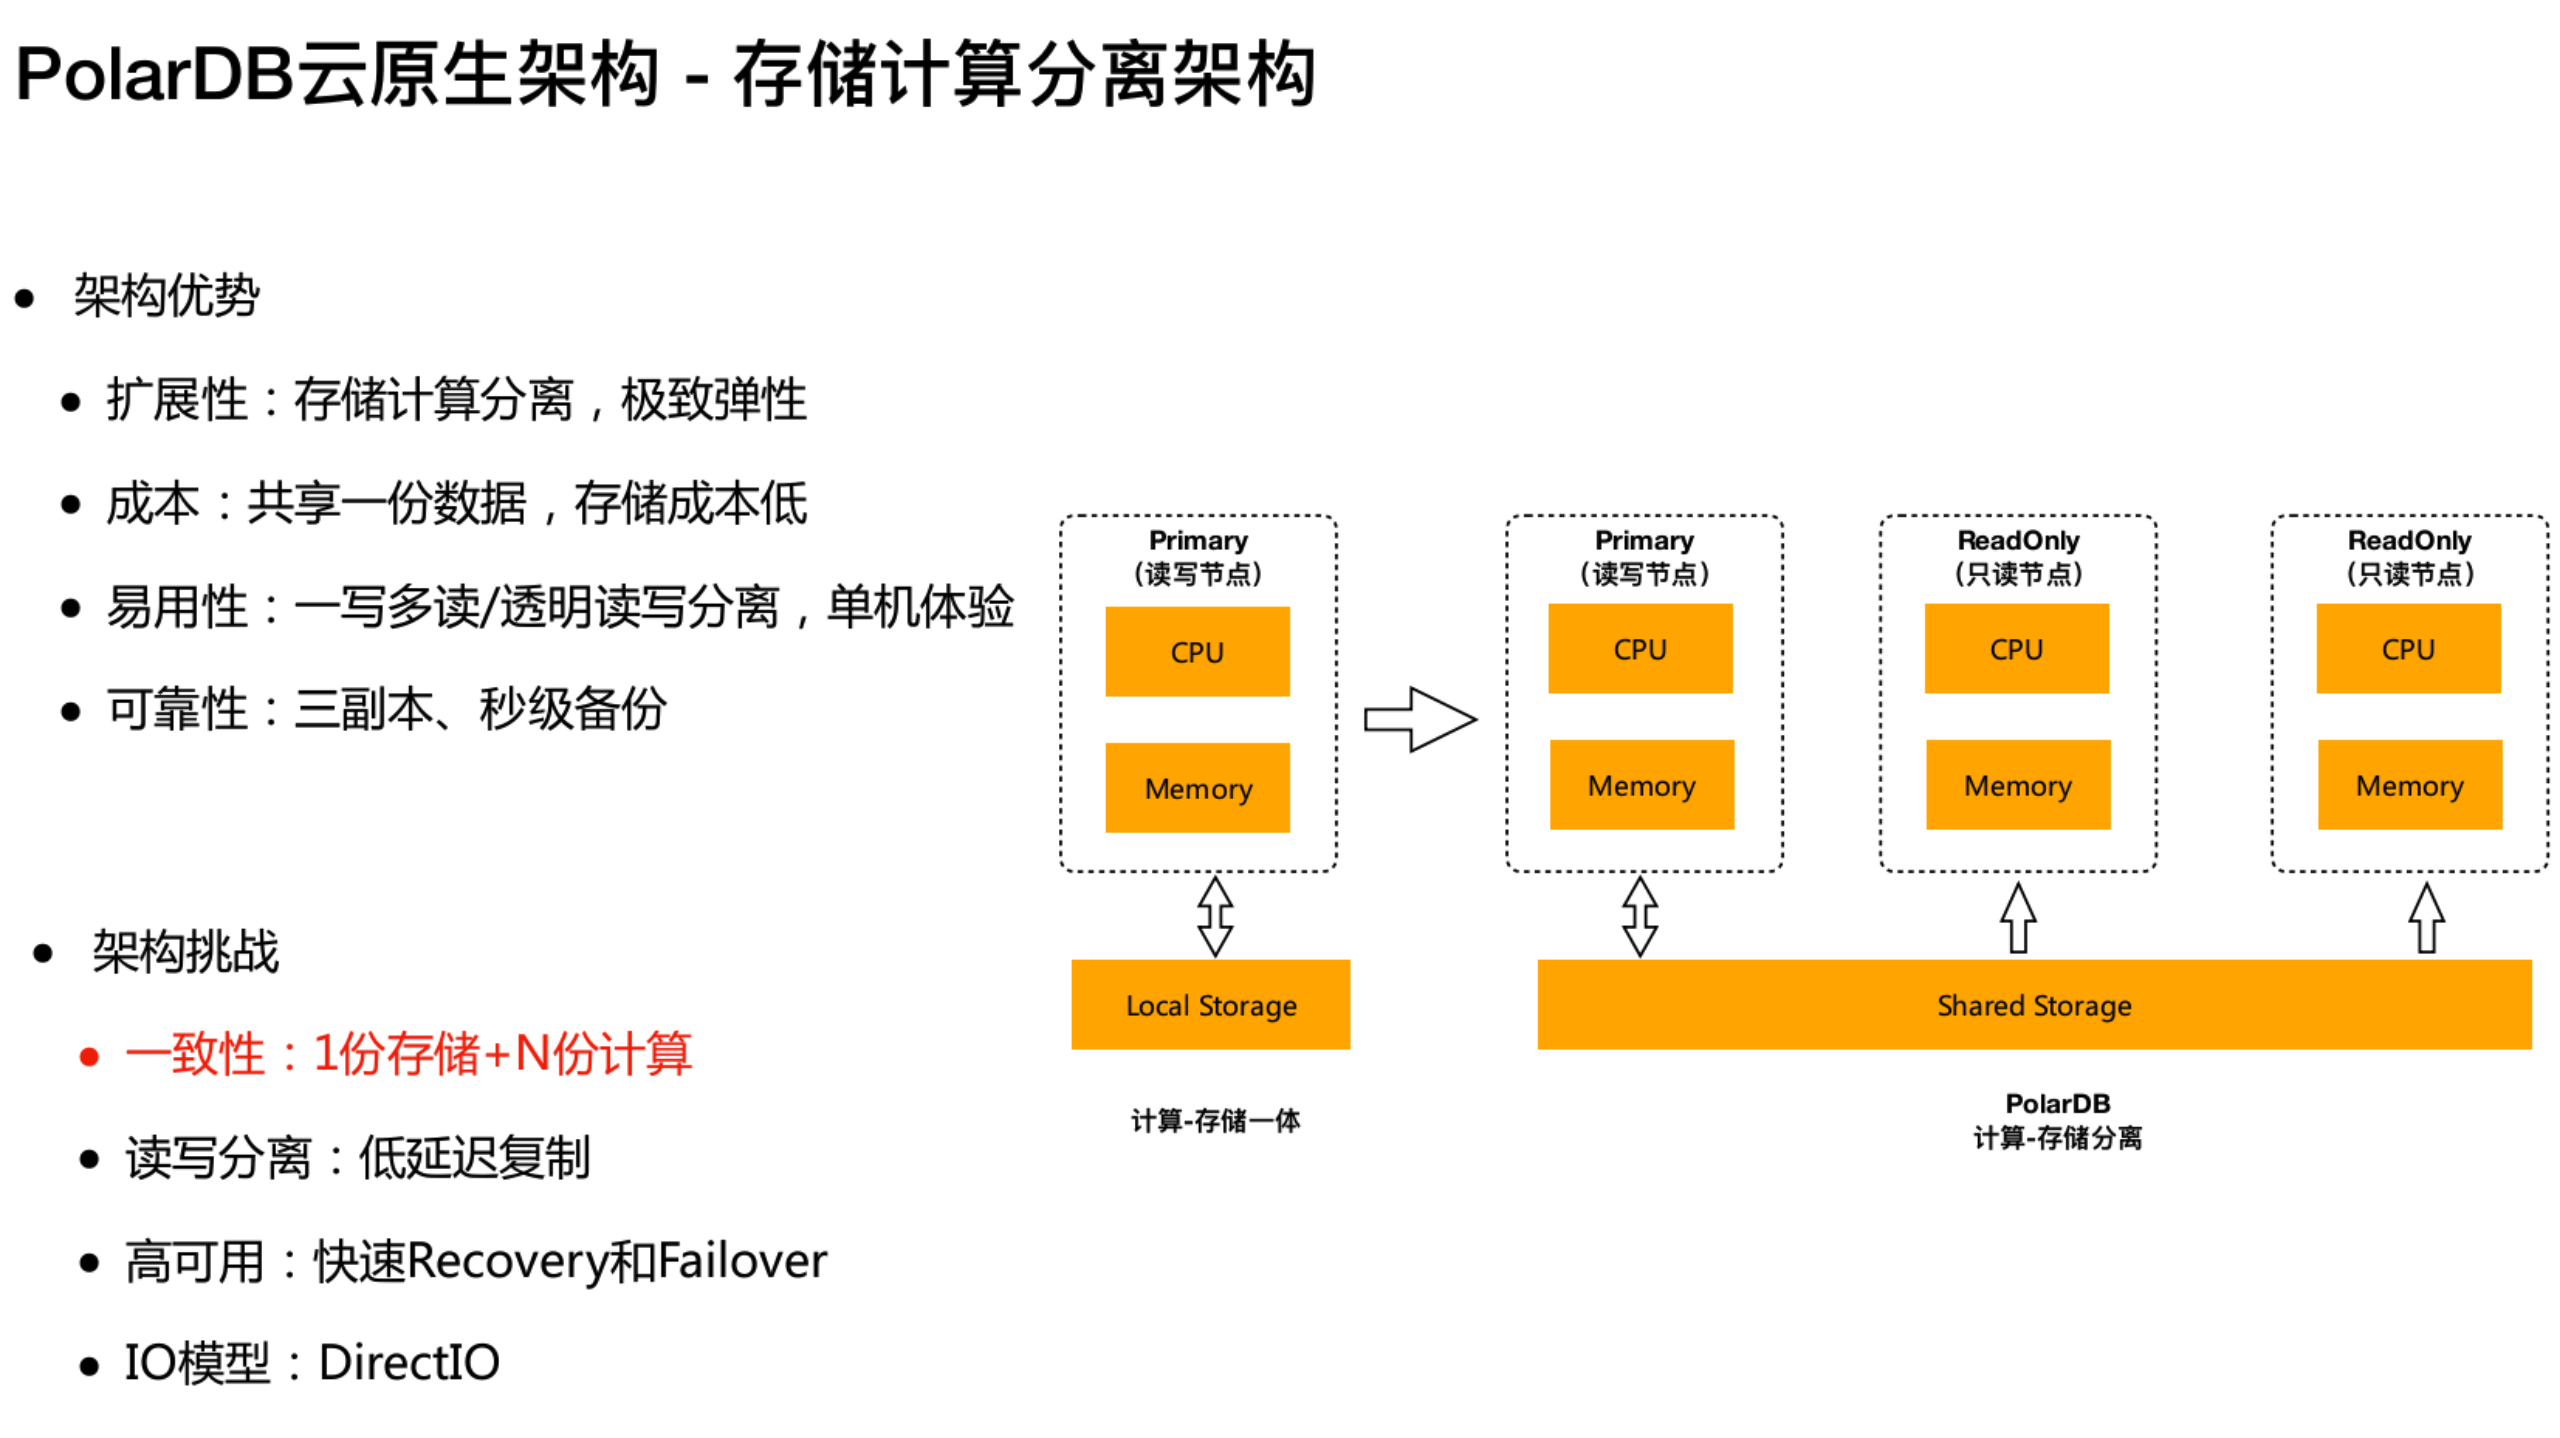 PolarDB云原生架构 - 存储计算分离架构
架构优势
扩展性：存储计算分离，极致弹性
成本：共享一份数据，存储成本低
易用性：一写多读/透明读写分离，单机体验
可靠性：三副本、秒级备份
架构挑战
一致性：1份存储+N份计算
读写分离：低延迟复制
高可用：快速Recovery和Failover
IO模型：DirectIO
Primary
(读写节点)
CPU
Memory
Local Storage
计算-存储一体
Primary
(读写节点)
CPU
Memory
ReadOnly
(只读节点)
CPU
Memory
ReadOnly
(只读节点)
CPU
Memory
Shared Storage
PolarDB
计算-存储分离